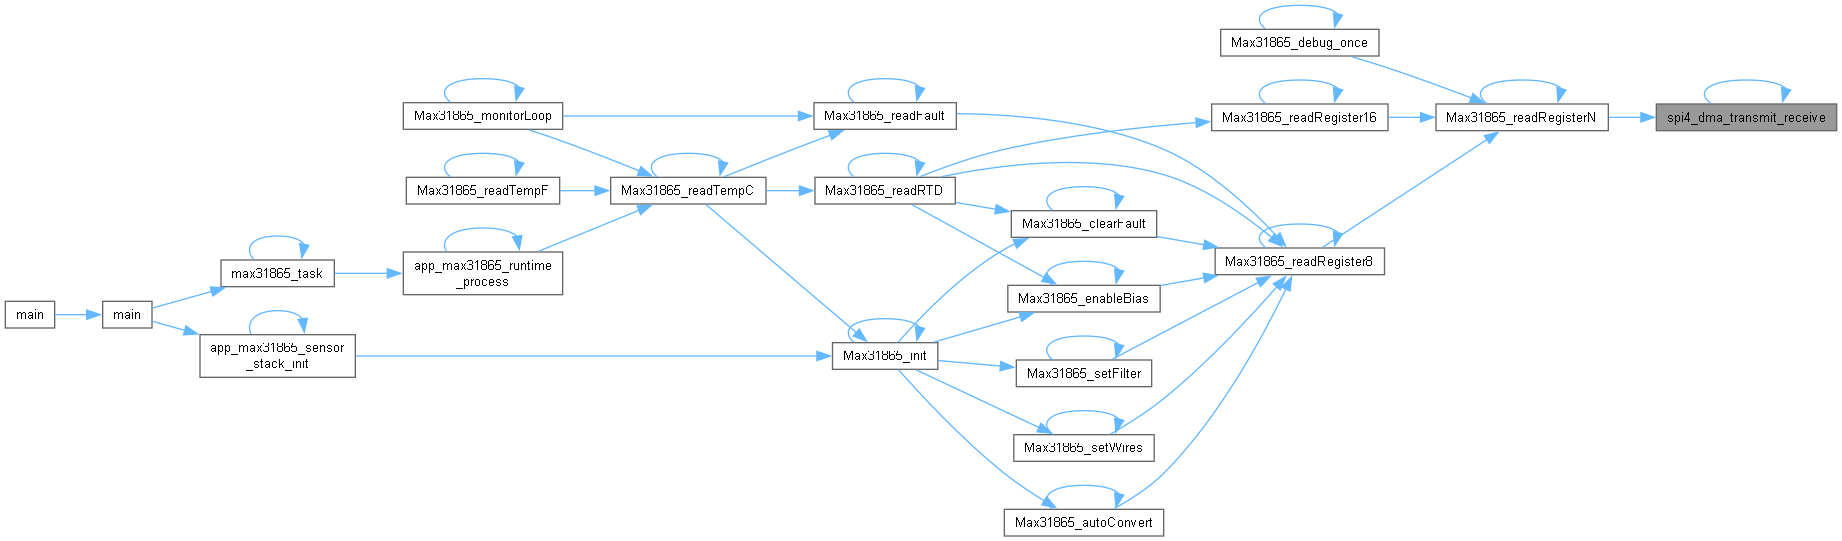 Max31865_debug_once
Max31865_monitorLoop
Max31865_readFault
Max31865_readRegister16
Max31865_readRegisterN
spi4_dma_transmit_receive
Max31865_readTempF
Max31865_readTempC
Max31865_readRTD
Max31865_clearFault
max31865_task
app_max31865_runtime
_process
Max31865_readRegister8
main
main
Max31865_enableBias
app_max31865_sensor
_stack_init
Max31865_init
Max31865_setFilter
Max31865_setWires
Max31865_autoConvert